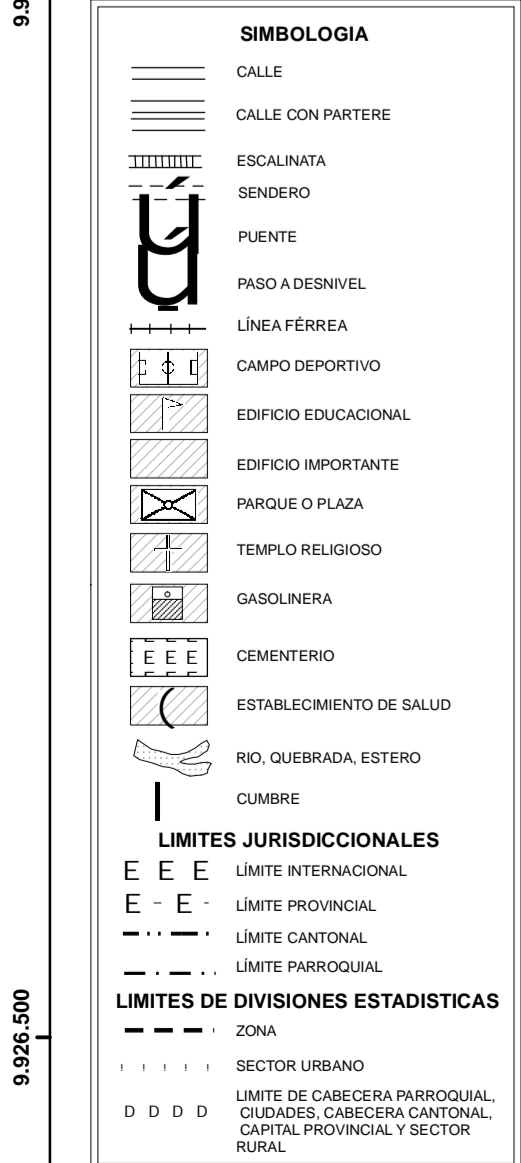 9.9
SIMBOLOGIA
CALLE
CALLE CON PARTERE
ESCALINATA
SENDERO
ú
PUENTE
ú
PASO A DESNIVEL
LÍNEA FÉRREA
CAMPO DEPORTIVO
EDIFICIO EDUCACIONAL
EDIFICIO IMPORTANTE
PARQUE O PLAZA
TEMPLO RELIGIOSO
GASOLINERA
E E E CEMENTERIO
ESTABLECIMIENTO DE SALUD
RIO, QUEBRADA, ESTERO
CUMBRE
LIMITES JURISDICCIONALES
E E E LÍMITE INTERNACIONAL
E - E - LÍMITE PROVINCIAL
LÍMITE CANTONAL
LÍMITE PARROQUIAL
LIMITES DE DIVISIONES ESTADISTICAS
ZONA
SECTOR URBANO
D D D D LIMITE DE CABECERA PARROQUIAL,
CIUDADES, CABECERA CANTONAL,
CAPITAL PROVINCIAL Y SECTOR
RURAL
9.926.500